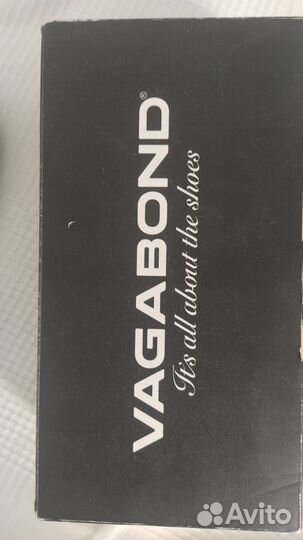 VAGABOND®
It's all about the shoes
Avito